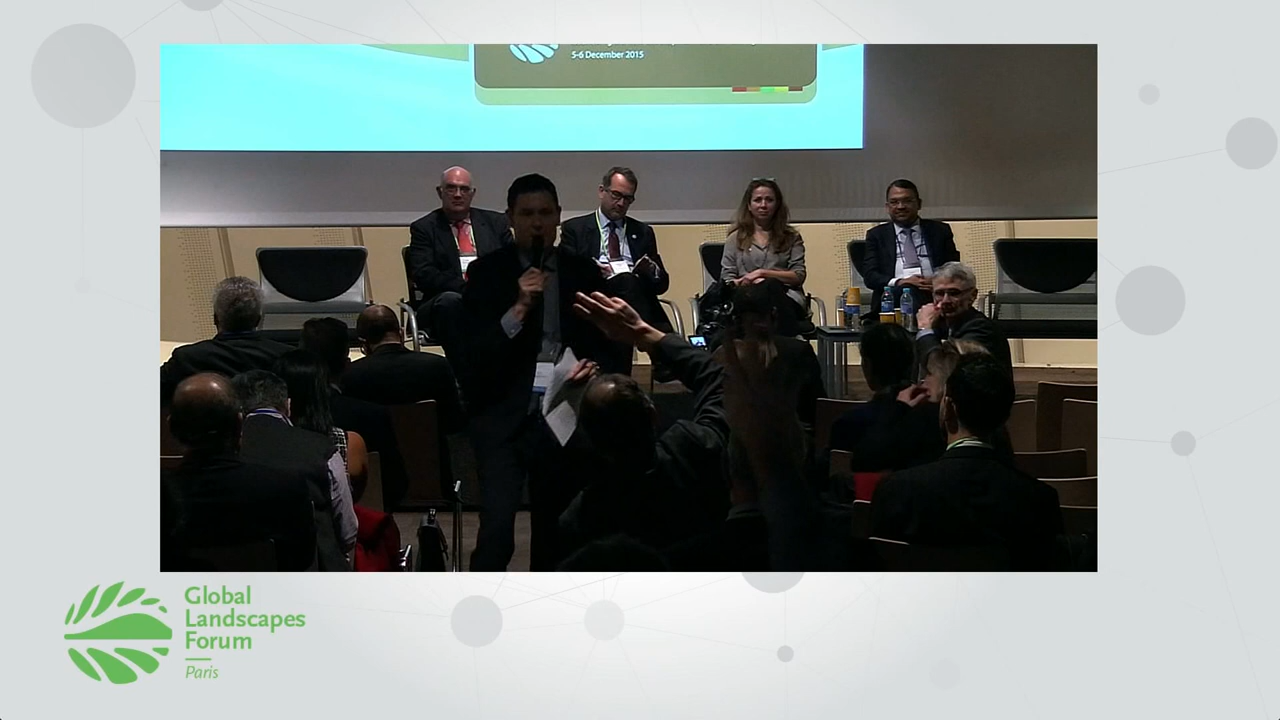 5-6 December 2015
Global
Landscapes
Forum
Paris